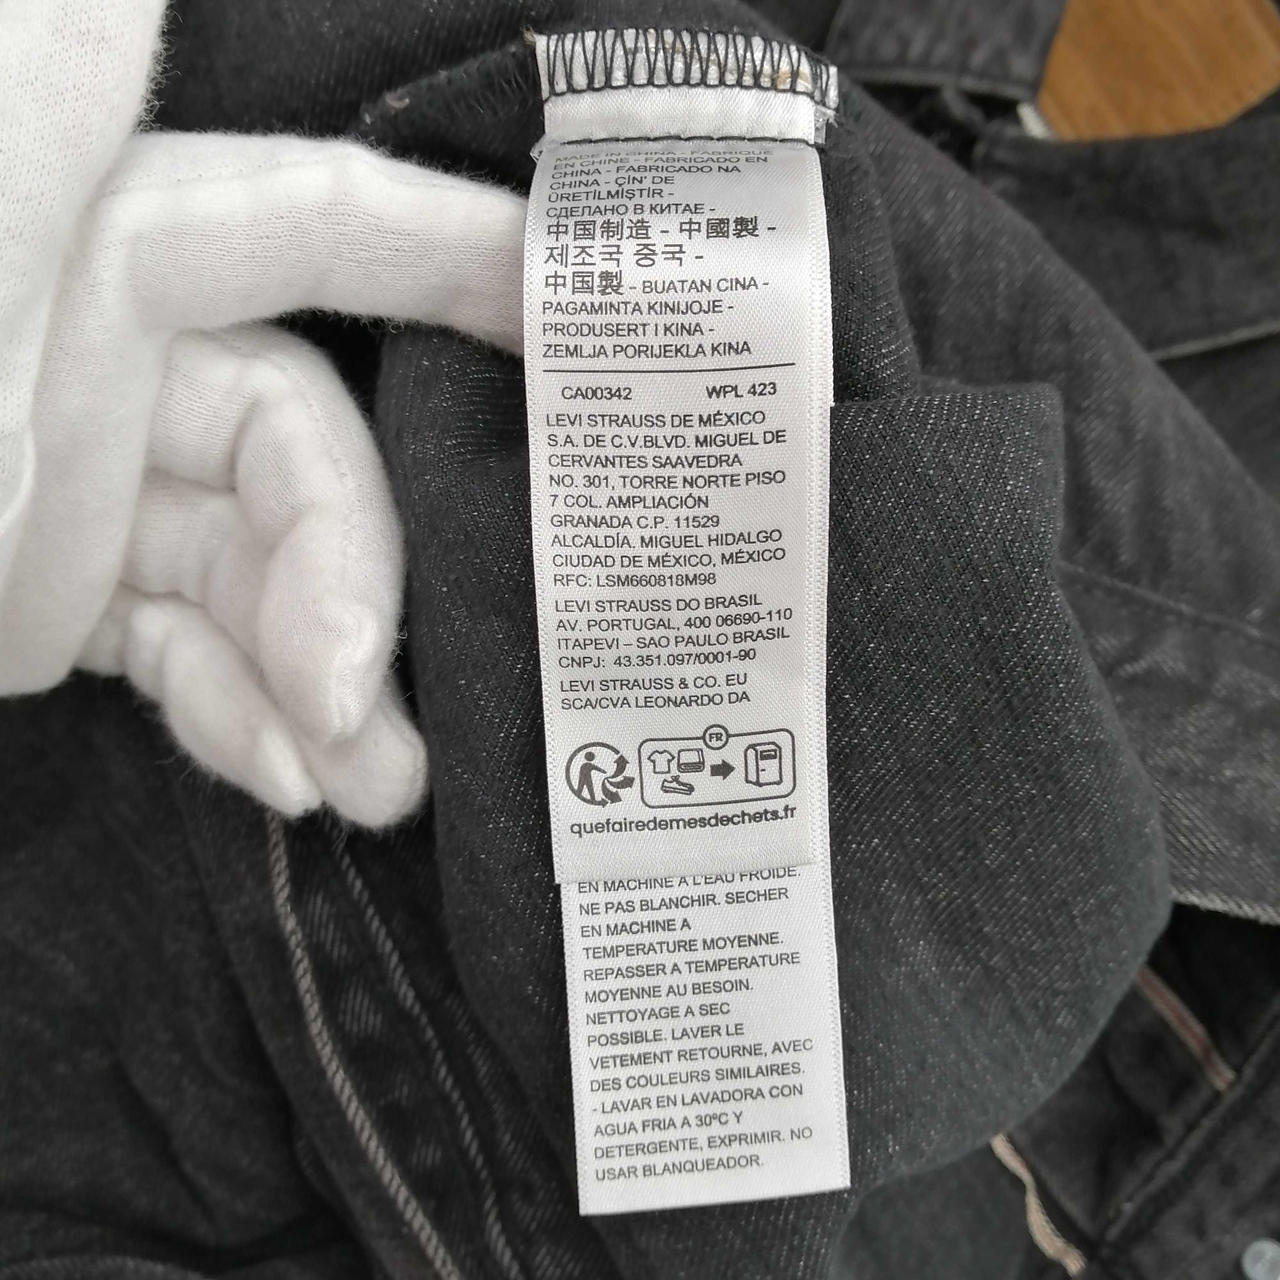 MADE IN CHINA - FABRIQUE
EN CHINE - FABRICADO EN
CHINA - FABRICADO NA
CHINA - ÇİN' DE
ÜRETİLMİŞTİR -
СДЕЛАНО В КИТАЕ -
中国制造 - 中國製 -
제조국 중국 -
中国製 - BUATAN CINA -
PAGAMINTA KINIJOJE -
PRODUSERT I KINA -
ZEMLJA PORIJEKLA KINA
CA00342 WPL 423
LEVI STRAUSS DE MÉXICO
S.A. DE C.V.BLVD. MIGUEL DE
CERVANTES SAAVEDRA
NO. 301, TORRE NORTE PISO
7 COL. AMPLIACIÓN
GRANADA C.P. 11529
ALCALDÍA. MIGUEL HIDALGO
CIUDAD DE MÉXICO, MÉXICO
RFC: LSM660818M98
LEVI STRAUSS DO BRASIL
AV. PORTUGAL, 400 06690-110
ITAPEVI – SAO PAULO BRASIL
CNPJ: 43.351.097/0001-90
LEVI STRAUSS & CO. EU
SCA/CVA LEONARDO DA
FR
quefairedemesdechets.fr
EN MACHINE A L'EAU FROIDE.
NE PAS BLANCHIR. SECHER
EN MACHINE A
TEMPERATURE MOYENNE.
REPASSER A TEMPERATURE
MOYENNE AU BESOIN.
NETTOYAGE A SEC
POSSIBLE. LAVER LE
VETEMENT RETOURNE, AVEC
DES COULEURS SIMILAIRES.
- LAVAR EN LAVADORA CON
AGUA FRIA A 30ºC Y
DETERGENTE, EXPRIMIR. NO
USAR BLANQUEADOR.